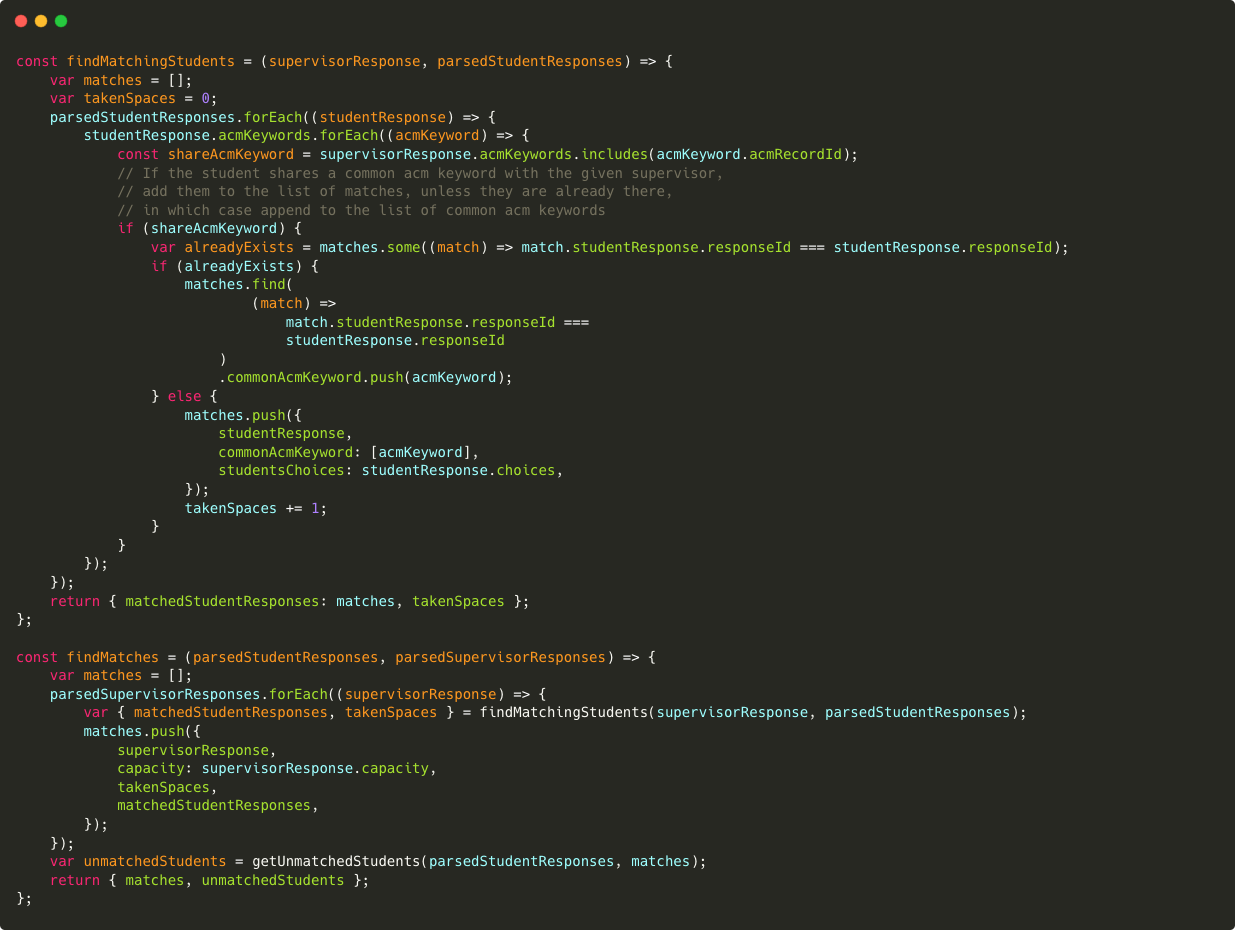 const findMatchingStudents = (supervisorResponse, parsedStudentResponses) => {
    var matches = [];
    var takenSpaces = 0;
    parsedStudentResponses.forEach((studentResponse) => {
        studentResponse.acmKeywords.forEach((acmKeyword) => {
            const shareAcmKeyword = supervisorResponse.acmKeywords.includes(acmKeyword.acmRecordId);
            // If the student shares a common acm keyword with the given supervisor,
            // add them to the list of matches, unless they are already there,
            // in which case append to the list of common acm keywords
            if (shareAcmKeyword) {
                var alreadyExists = matches.some((match) => match.studentResponse.responseId === studentResponse.responseId);
                if (alreadyExists) {
                    matches.find(
                            (match) =>
                                match.studentResponse.responseId ===
                                studentResponse.responseId
                        )
                        .commonAcmKeyword.push(acmKeyword);
                } else {
                    matches.push({
                        studentResponse,
                        commonAcmKeyword: [acmKeyword],
                        studentsChoices: studentResponse.choices,
                    });
                    takenSpaces += 1;
                }
            }
        });
    });
    return { matchedStudentResponses: matches, takenSpaces };
};

const findMatches = (parsedStudentResponses, parsedSupervisorResponses) => {
    var matches = [];
    parsedSupervisorResponses.forEach((supervisorResponse) => {
        var { matchedStudentResponses, takenSpaces } = findMatchingStudents(supervisorResponse, parsedStudentResponses);
        matches.push({
            supervisorResponse,
            capacity: supervisorResponse.capacity,
            takenSpaces,
            matchedStudentResponses,
        });
    });
    var unmatchedStudents = getUnmatchedStudents(parsedStudentResponses, matches);
    return { matches, unmatchedStudents };
};